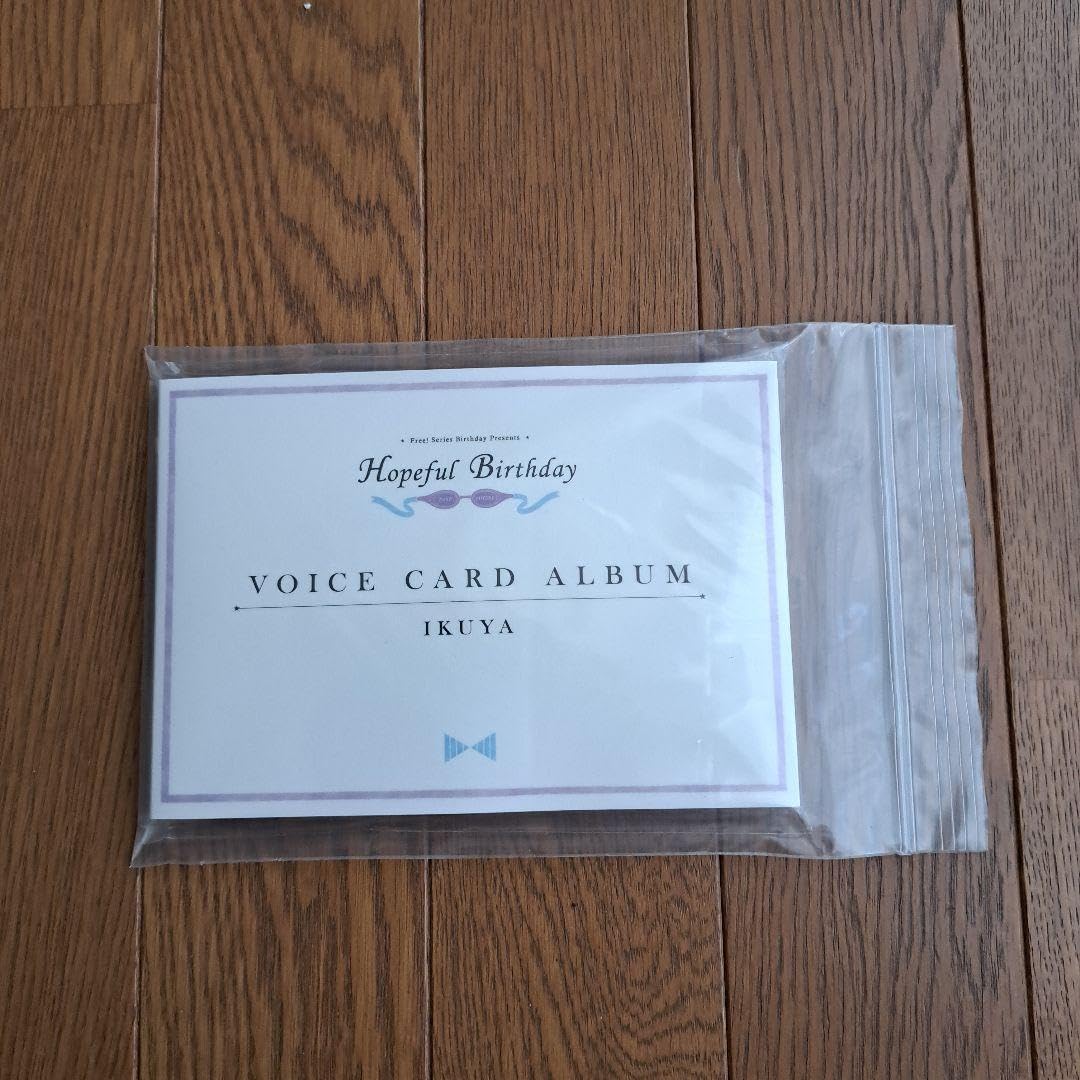 ★ Free! Series Birthday Presents ★
Hopeful Birthday
VOICE CARD ALBUM
IKUYA